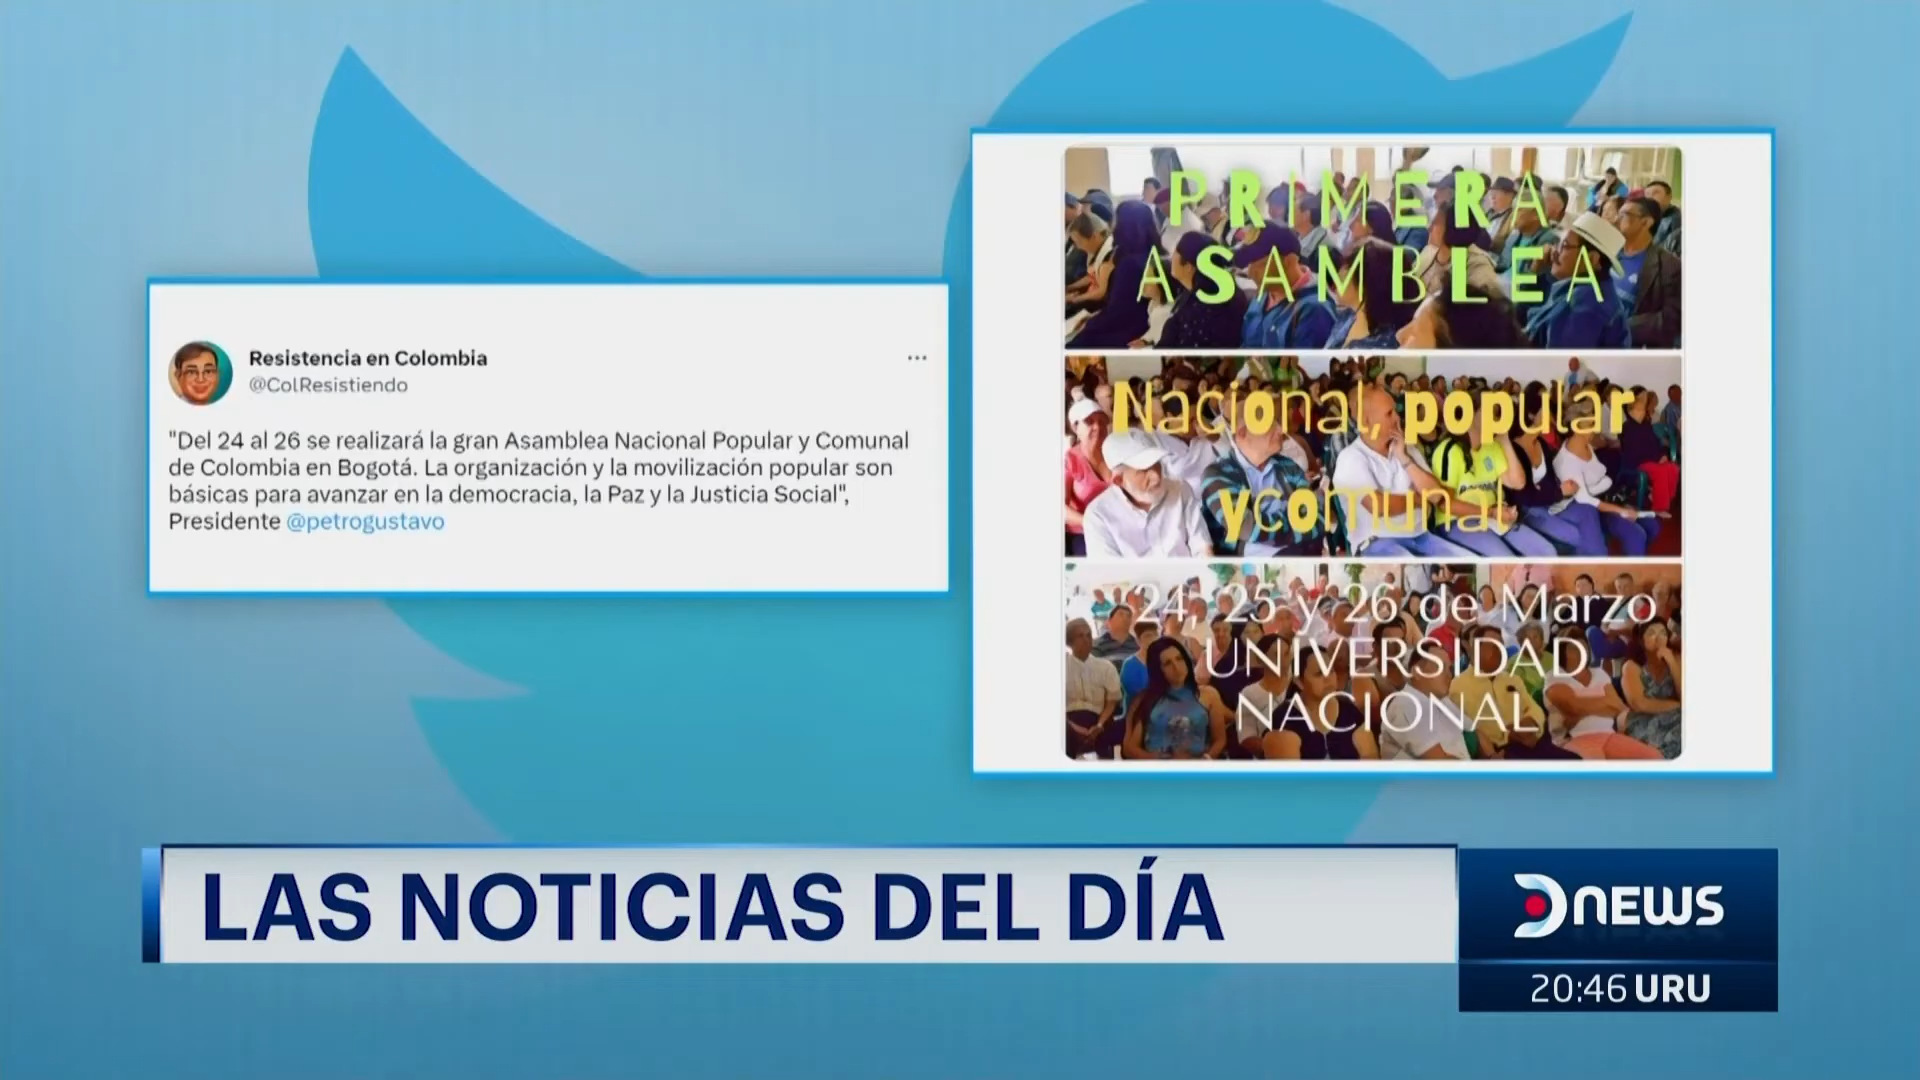 Resistencia en Colombia
@ColResistiendo
"Del 24 al 26 se realizará la gran Asamblea Nacional Popular y Comunal
de Colombia en Bogotá. La organización y la movilización popular son
básicas para avanzar en la democracia, la Paz y la Justicia Social",
Presidente @petrogustavo
PRIMERA
ASAMBLEA
Nacional, popular
y comunal
24, 25 y 26 de Marzo
UNIVERSIDAD
NACIONAL
LAS NOTICIAS DEL DÍA
DNEWS
20:46 URU